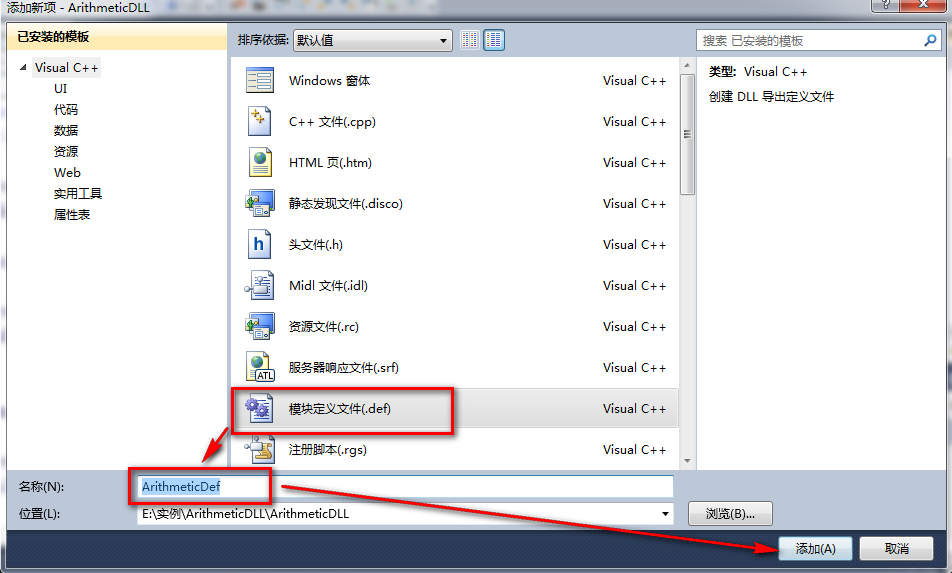 添加新项 - ArithmeticDLL
已安装的模板
排序依据: 默认值
搜索 已安装的模板
Visual C++
UI
代码
数据
资源
Web
实用工具
属性表
Windows 窗体 Visual C++
C++ 文件(.cpp) Visual C++
HTML 页(.htm) Visual C++
静态发现文件(.disco) Visual C++
头文件(.h) Visual C++
h
Midl 文件(.idl) Visual C++
资源文件(.rc) Visual C++
服务器响应文件(.srf) Visual C++
ATL
模块定义文件(.def) Visual C++
注册脚本(.rgs) Visual C++
类型: Visual C++
创建 DLL 导出定义文件
名称(N): ArithmeticDef
位置(L): E:\实例\ArithmeticDLL\ArithmeticDLL
浏览(B)...
添加(A) 取消